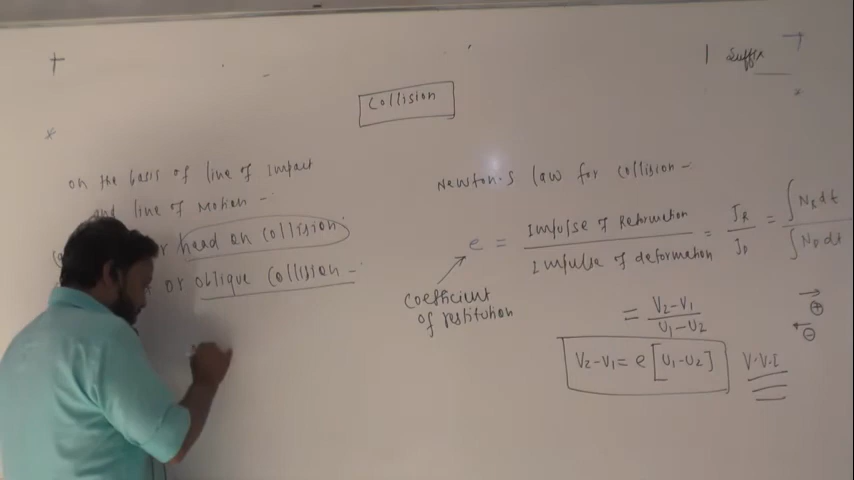 | Suffix
Collision
on the basis of line of impact
and line of Motion -:
or head on collision.
or oblique collision -:
Newton's law for collision -:
e = Impulse of Reformation / Impulse of deformation = J_R / J_D = ∫N_R dt / ∫N_D dt
coefficient
of restitution
= V₂-V₁ / U₁-U₂
→ ⊕
← ⊖
V₂-V₁ = e [U₁-U₂] V.V.I